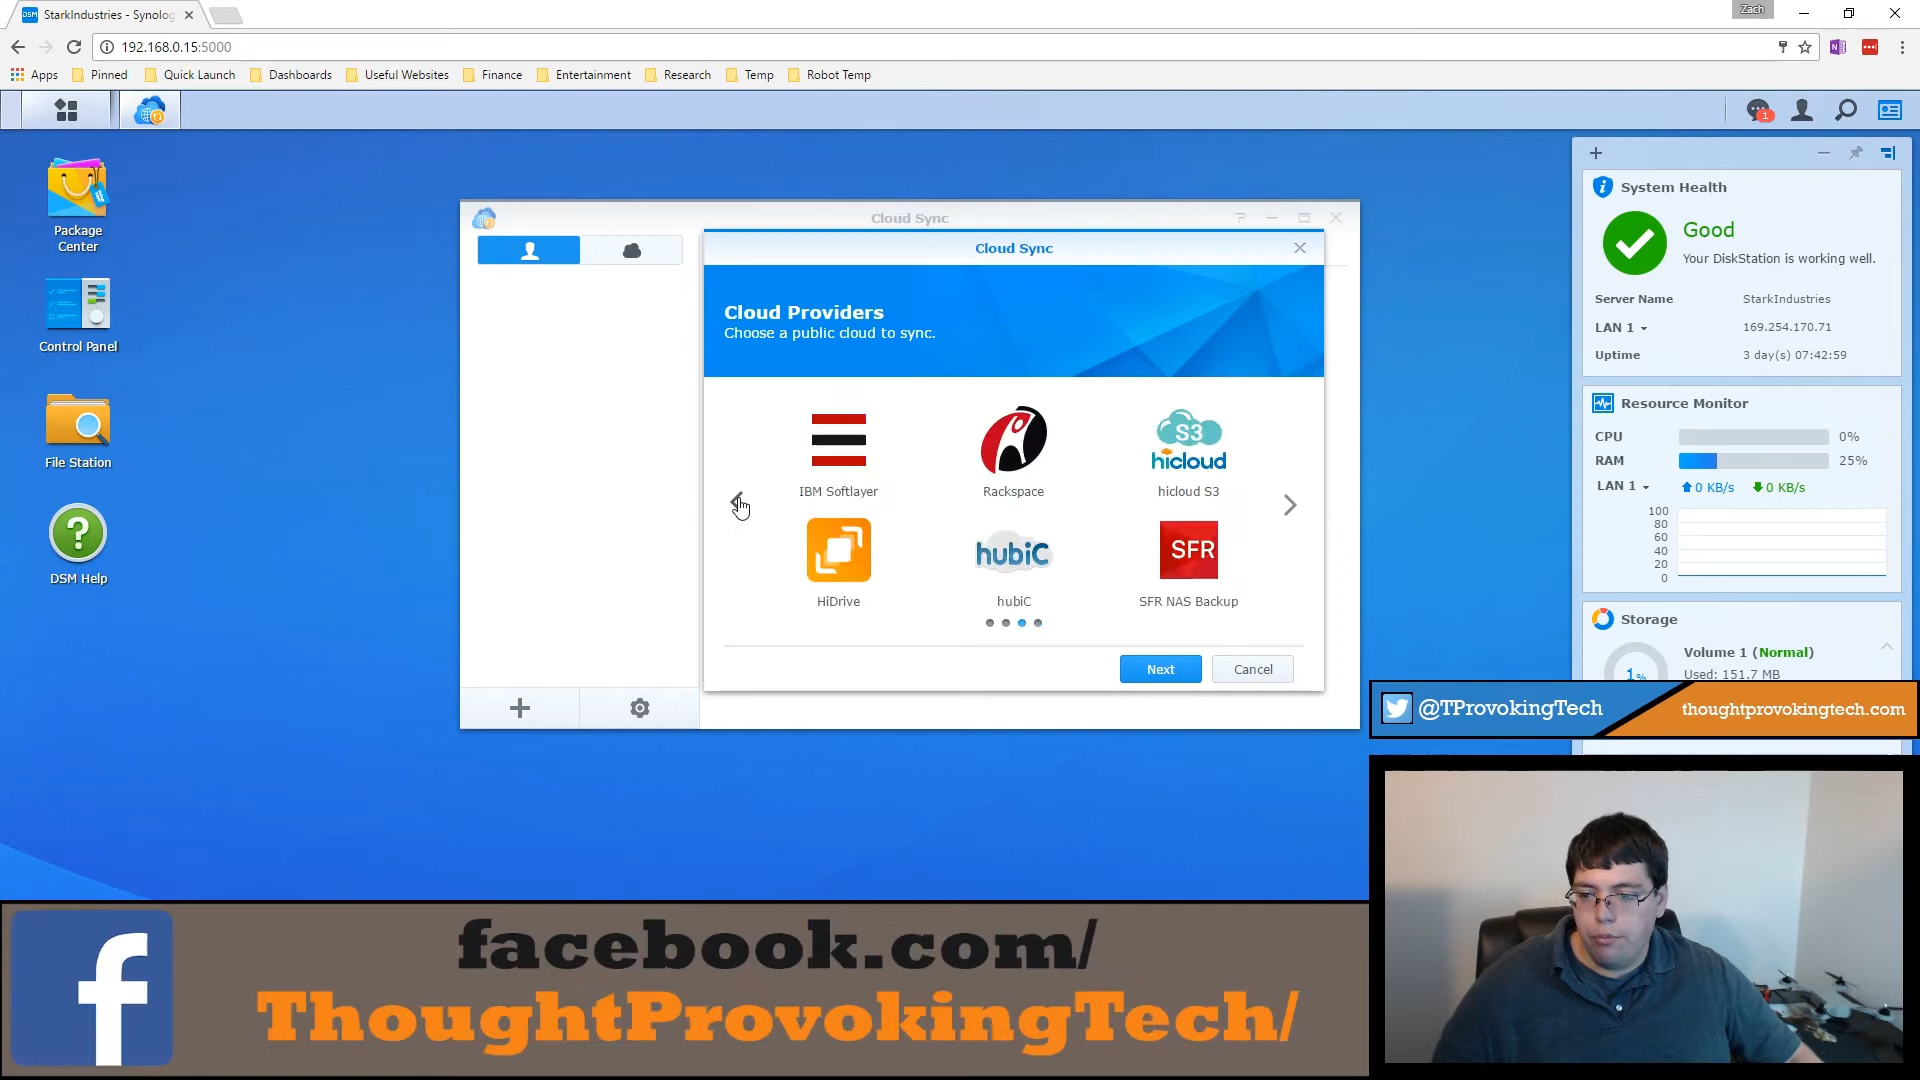 StarkIndustries - Synolog
Zach
192.168.0.15:5000
Apps Pinned Quick Launch Dashboards Useful Websites Finance Entertainment Research Temp Robot Temp
1
Package
Center
Control Panel
File Station
?
DSM Help
Cloud Sync
Cloud Sync
Cloud Providers
Choose a public cloud to sync.
IBM Softlayer
Rackspace
S3
hicloud
hicloud S3
HiDrive
hubiC
hubiC
SFR
SFR NAS Backup
Next
Cancel
System Health
Good
Your DiskStation is working well.
Server Name StarkIndustries
LAN 1 169.254.170.71
Uptime 3 day(s) 07:42:59
Resource Monitor
CPU 0%
RAM 25%
LAN 1 0 KB/s 0 KB/s
100
80
60
40
20
0
Storage
1%
Volume 1 (Normal)
Used: 151.7 MB
@TProvokingTech
thoughtprovokingtech.com
f
facebook.com/
ThoughtProvokingTech/